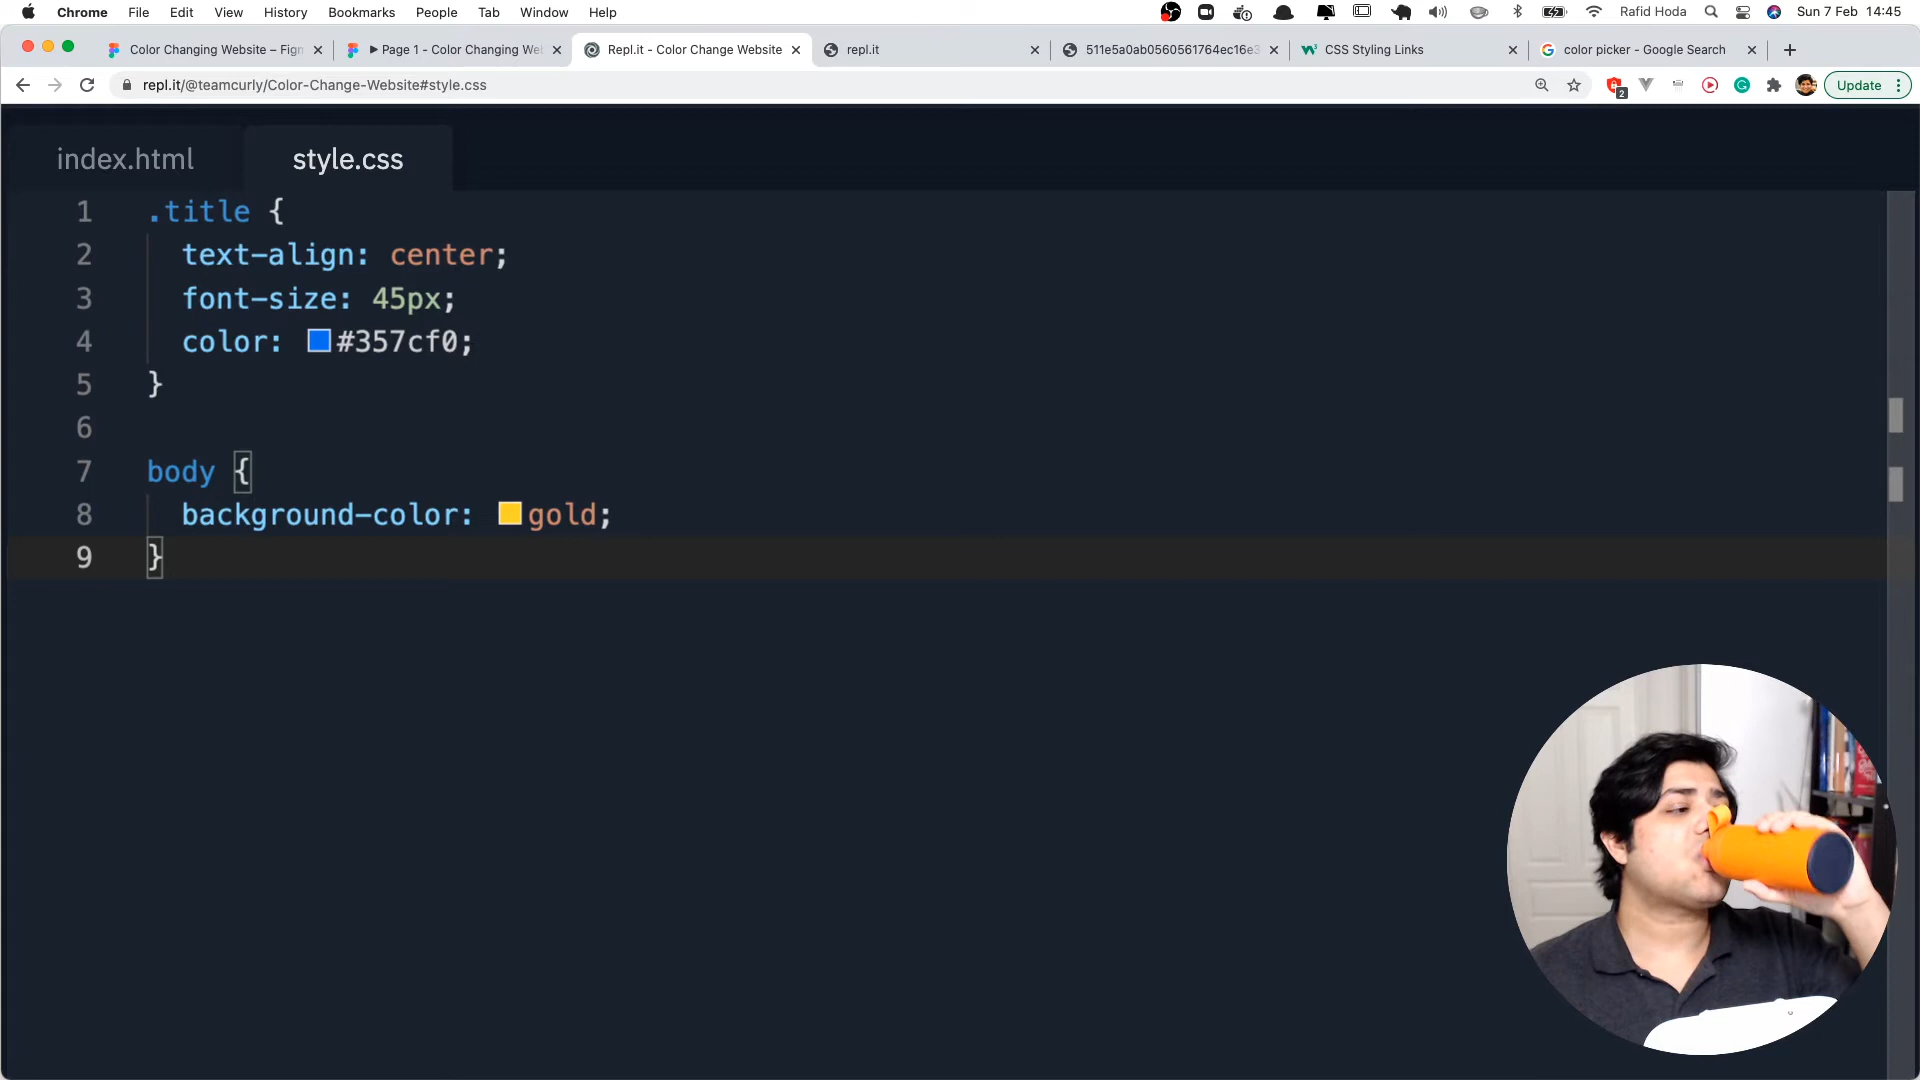 Chrome File Edit View History Bookmarks People Tab Window Help Rafid Hoda Sun 7 Feb 14:45
Color Changing Website – Fig Page 1 - Color Changing We Repl.it - Color Change Website repl.it 511e5a0ab0560561764ec16e3 CSS Styling Links color picker - Google Search
repl.it/@teamcurly/Color-Change-Website#style.css 2 Update
index.html style.css
1 .title {
2 text-align: center;
3 font-size: 45px;
4 color: #357cf0;
5 }
6
7 body {
8 background-color: gold;
9 }